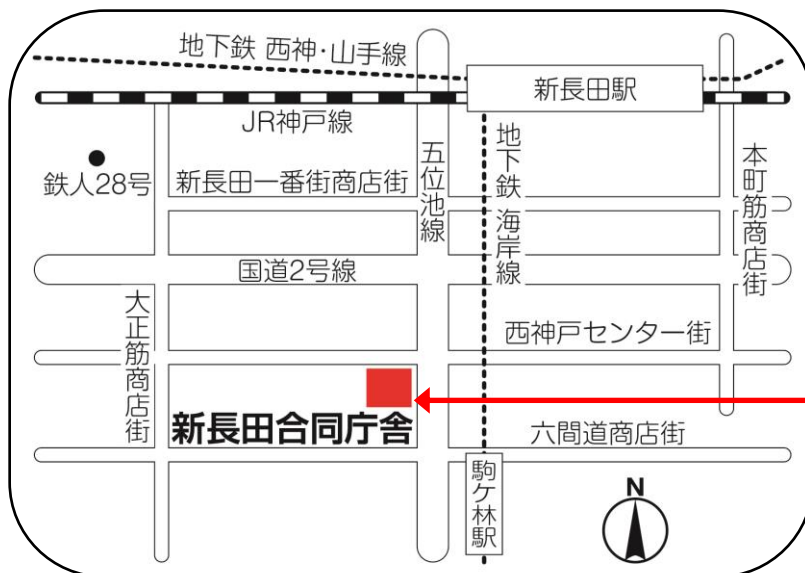 地下鉄 西神・山手線
新長田駅
JR神戸線
鉄人28号
新長田一番街商店街
五位池線
地下鉄 海岸線
本町筋商店街
国道2号線
大正筋商店街
西神戸センター街
新長田合同庁舎
六間道商店街
駒ケ林駅
N